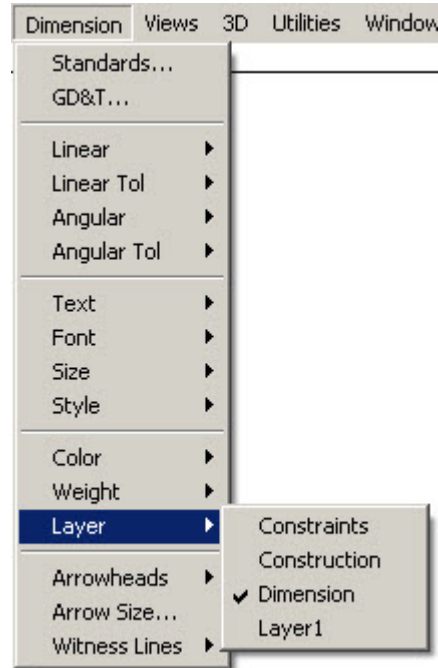 Dimension Views 3D Utilities Window
Standards...
GD&T...
Linear
Linear Tol
Angular
Angular Tol
Text
Font
Size
Style
Color
Weight
Layer
Constraints
Construction
Dimension
Layer1
Arrowheads
Arrow Size...
Witness Lines